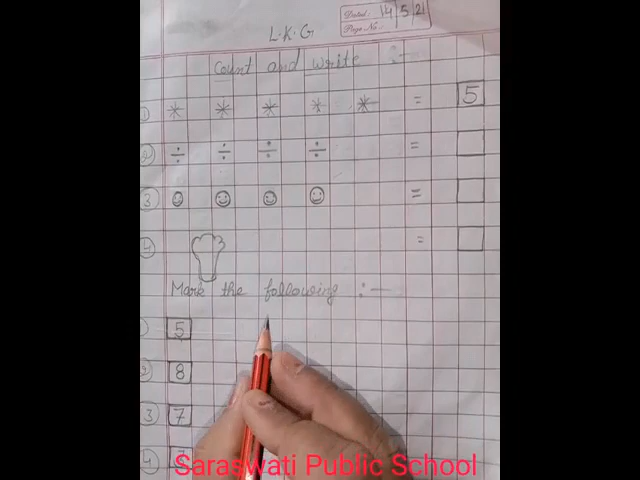 Dated: 14/5/21
Page No.:
L.K.G
Count and write :-
1 * * * * * = 5
2 ÷ ÷ ÷ ÷ =
3 ☺ ☺ ☺ ☺ =
4 =
Mark the following :-
5
2 8
3 7
4
Saraswati Public School